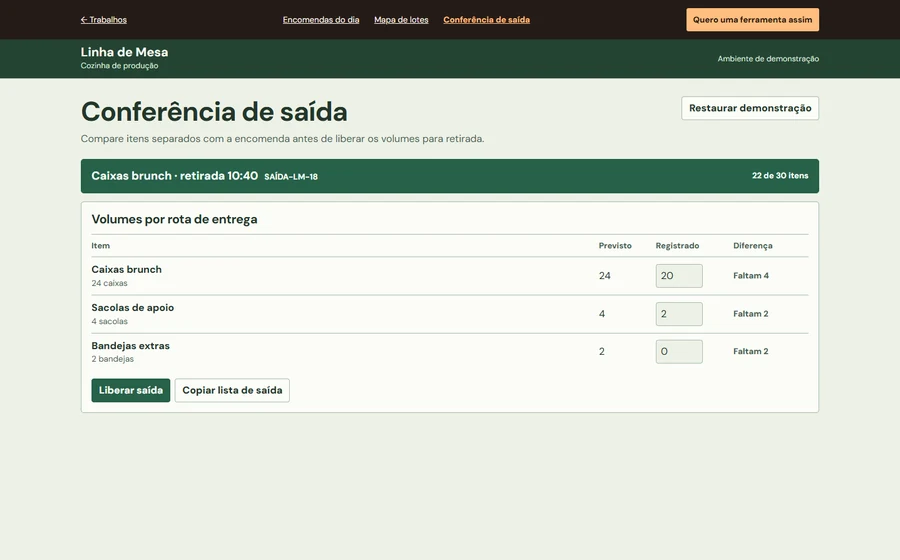 ← Trabalhos
Encomendas do dia
Mapa de lotes
Conferência de saída
Quero uma ferramenta assim
Linha de Mesa
Cozinha de produção
Ambiente de demonstração
Conferência de saída
Restaurar demonstração
Compare itens separados com a encomenda antes de liberar os volumes para retirada.
Caixas brunch · retirada 10:40 SAÍDA-LM-18
22 de 30 itens
Volumes por rota de entrega
Item Previsto Registrado Diferença
Caixas brunch 24 20 Faltam 4
24 caixas
Sacolas de apoio 4 2 Faltam 2
4 sacolas
Bandejas extras 2 0 Faltam 2
2 bandejas
Liberar saída
Copiar lista de saída